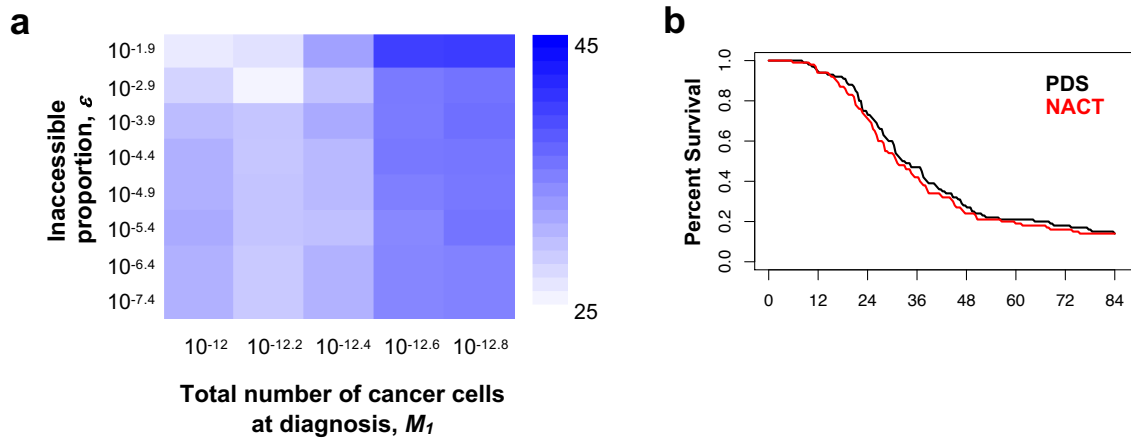 a
Inaccessible
proportion, ε
10-1.9
10-2.9
10-3.9
10-4.4
10-4.9
10-5.4
10-6.4
10-7.4
10-12
10-12.2
10-12.4
10-12.6
10-12.8
Total number of cancer cells
at diagnosis, M1
45
25
b
Percent Survival
1.0
0.8
0.6
0.4
0.2
0.0
PDS
NACT
0 12 24 36 48 60 72 84